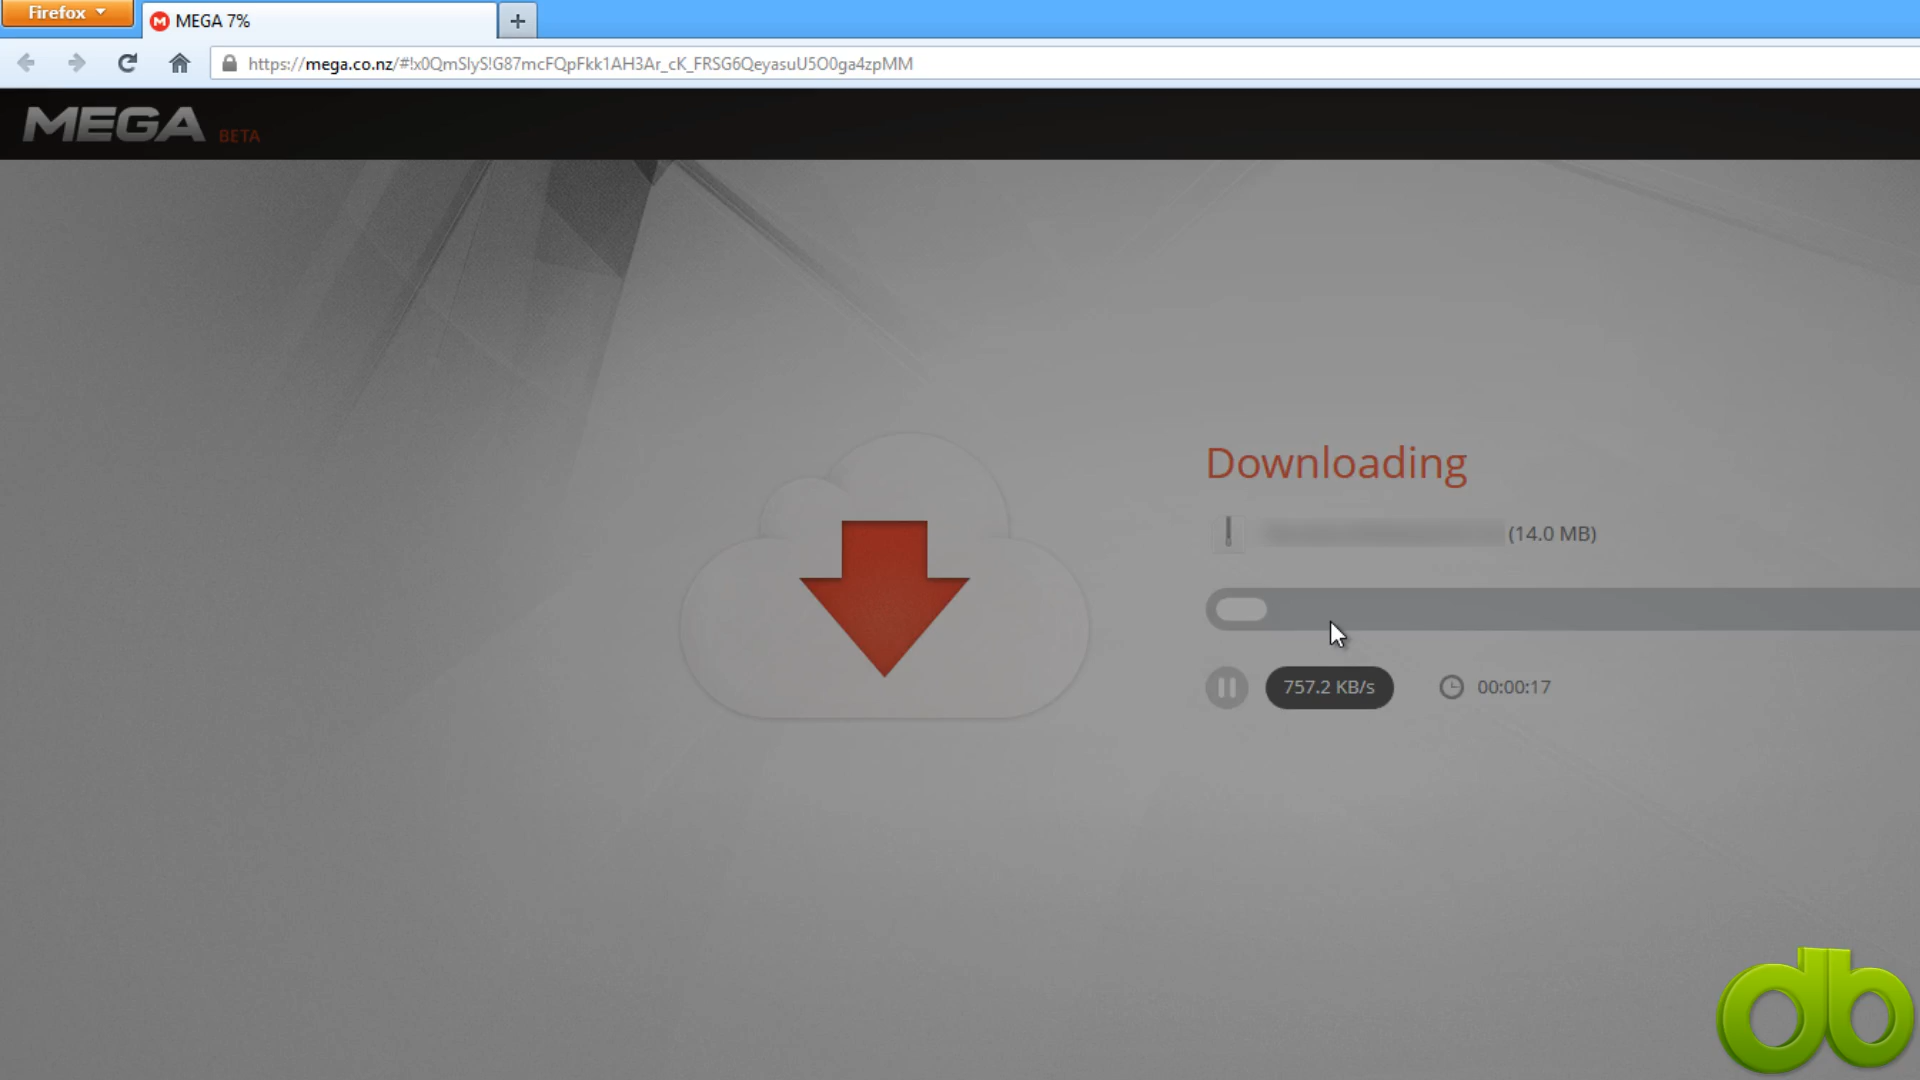 Firefox
MEGA 7%
https://mega.co.nz/#!x0QmSlyS!G87mcFQpFkk1AH3Ar_cK_FRSG6QeyasuU5O0ga4zpMM
MEGA BETA
Downloading
(14.0 MB)
757.2 KB/s
00:00:17
db